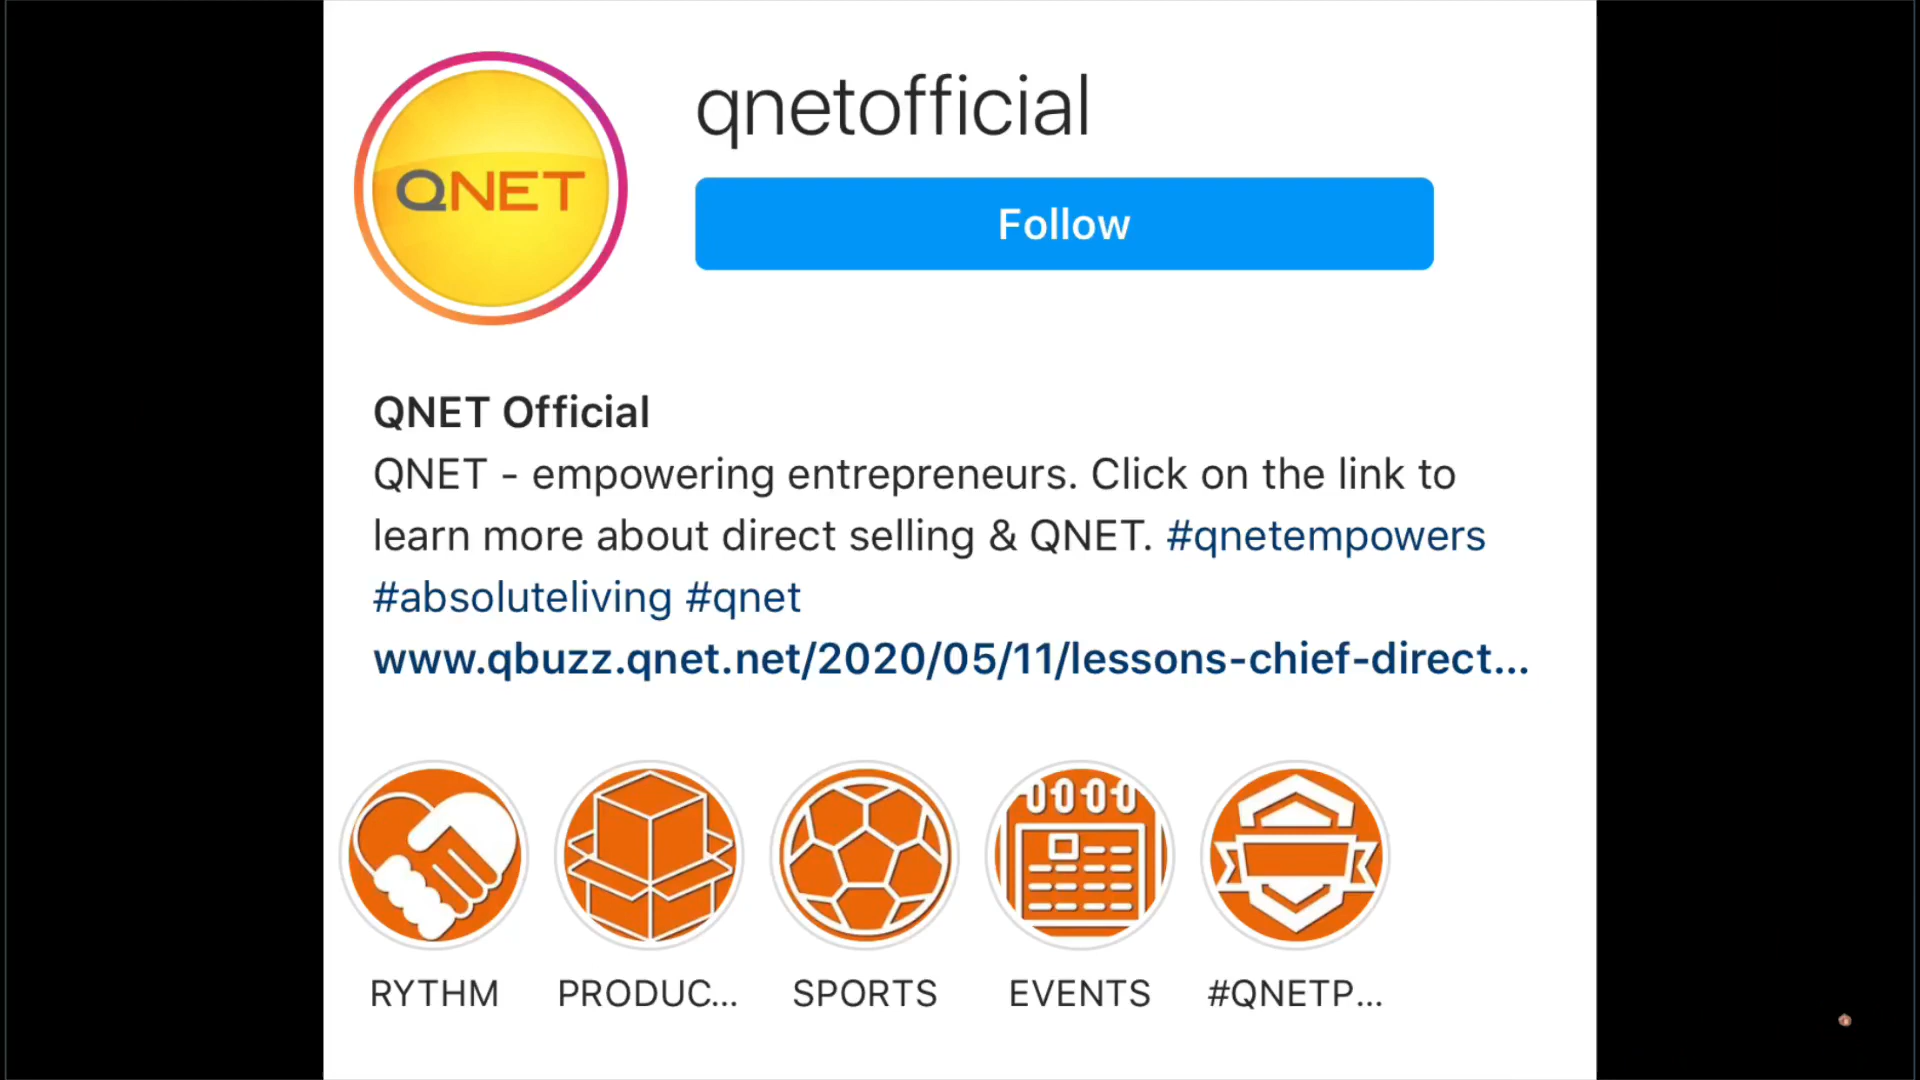 QNET
qnetofficial
Follow
QNET Official
QNET - empowering entrepreneurs. Click on the link to
learn more about direct selling & QNET. #qnetempowers
#absoluteliving #qnet
www.qbuzz.qnet.net/2020/05/11/lessons-chief-direct...
RYTHM
PRODUC...
SPORTS
EVENTS
#QNETP...